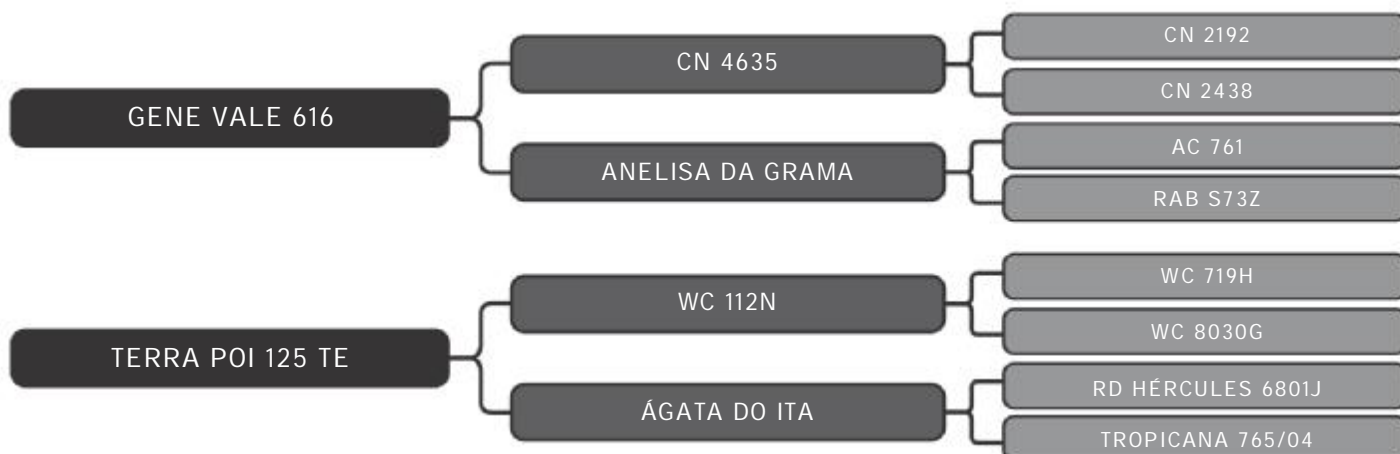 GENE VALE 616
CN 4635
CN 2192
CN 2438
ANELISA DA GRAMA
AC 761
RAB S73Z
TERRA POI 125 TE
WC 112N
WC 719H
WC 8030G
ÁGATA DO ITA
RD HÉRCULES 6801J
TROPICANA 765/04